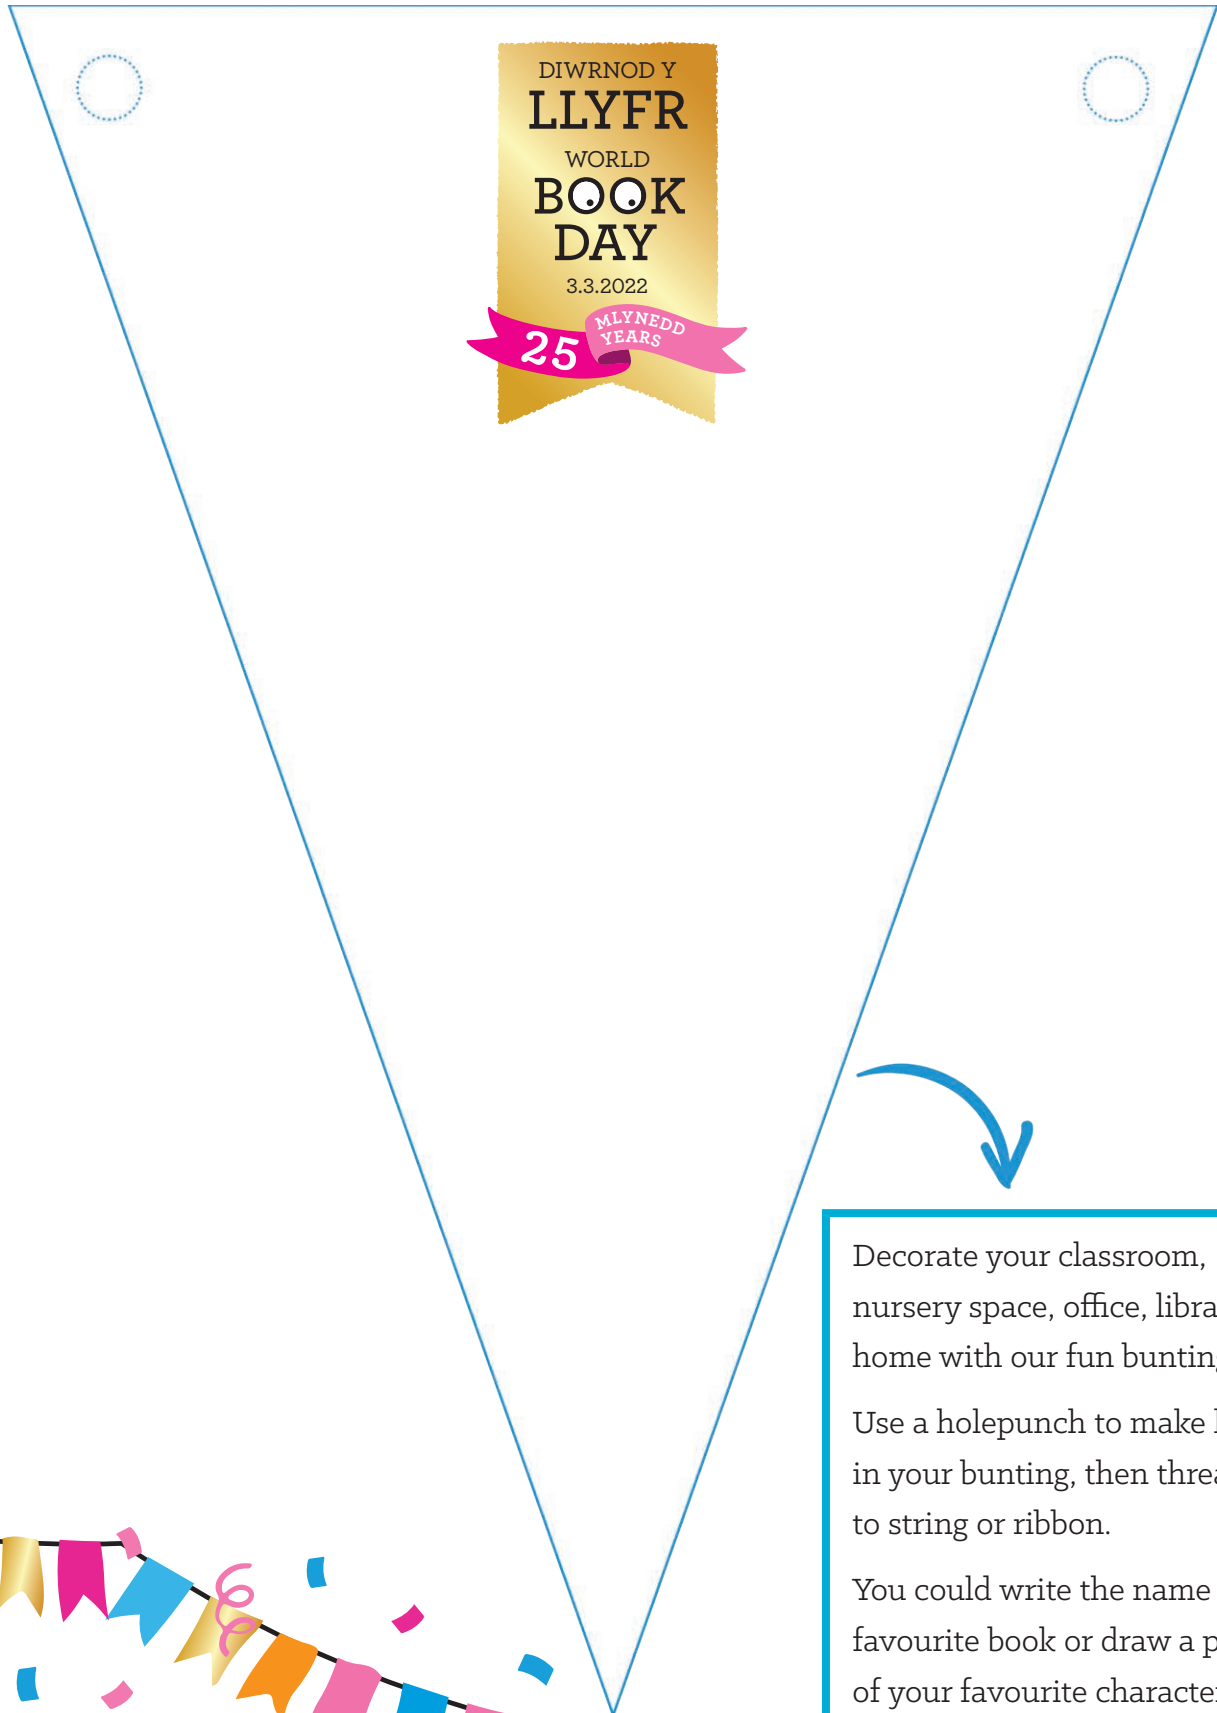 DIWRNOD Y
LLYFR
WORLD
BOOK
DAY
3.3.2022
25
MLYNEDD
YEARS
Decorate your classroom,
nursery space, office,
home with our fun
Use a holepunch to make
in your bunting, then
to string or ribbon.
You could write the name
favourite book or draw a
of your favourite